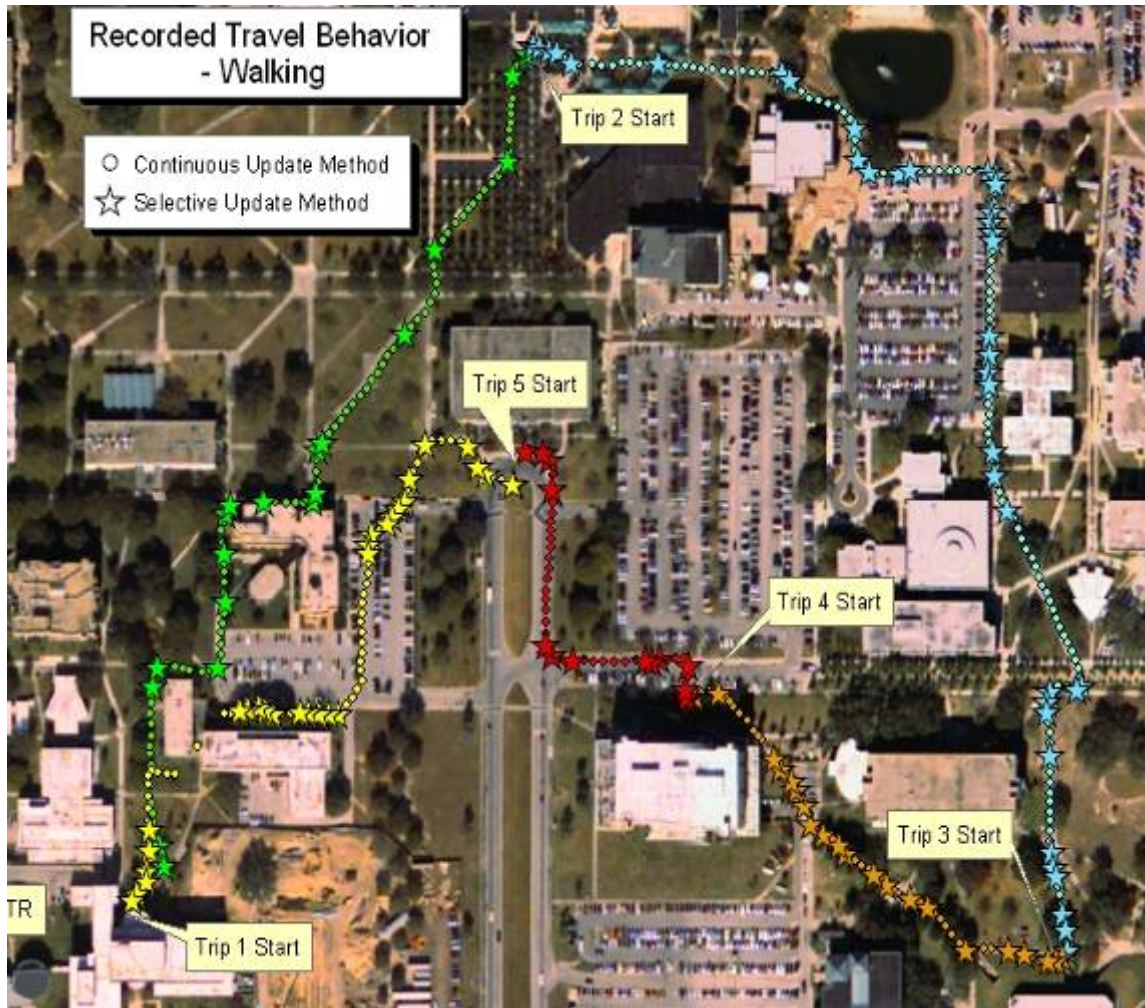 Recorded Travel Behavior
- Walking
Continuous Update Method
Selective Update Method
Trip 2 Start
Trip 5 Start
Trip 4 Start
Trip 3 Start
TR
Trip 1 Start